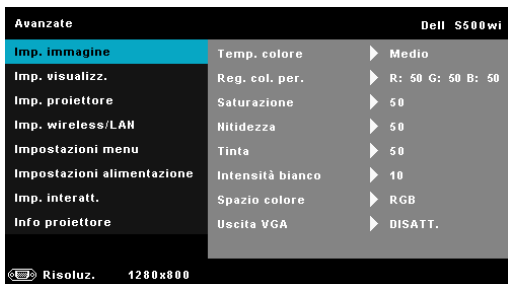 Avanzate Dell S500wi
Imp. immagine Temp. colore Medio
Imp. visualizz. Reg. col. per. R: 50 G: 50 B: 50
Imp. proiettore Saturazione 50
Imp. wireless/LAN Nitidezza 50
Impostazioni menu Tinta 50
Impostazioni alimentazione Intensità bianco 10
Imp. interatt. Spazio colore RGB
Info proiettore Uscita VGA DISATT.
Risoluz. 1280x800